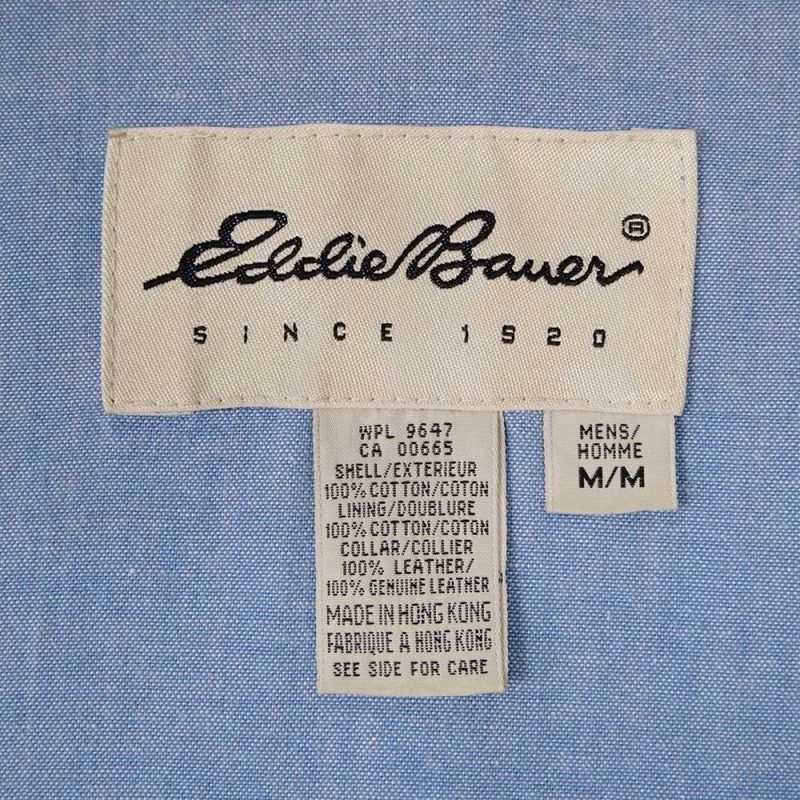 Eddie Bauer®
SINCE 1920
WPL 9647
CA 00665
SHELL/EXTERIEUR
100% COTTON/COTON
LINING/DOUBLURE
100% COTTON/COTON
COLLAR/COLLIER
100% LEATHER/
100% GENUINE LEATHER
MADE IN HONG KONG
FABRIQUE A HONG KONG
SEE SIDE FOR CARE
MENS/
HOMME
M/M